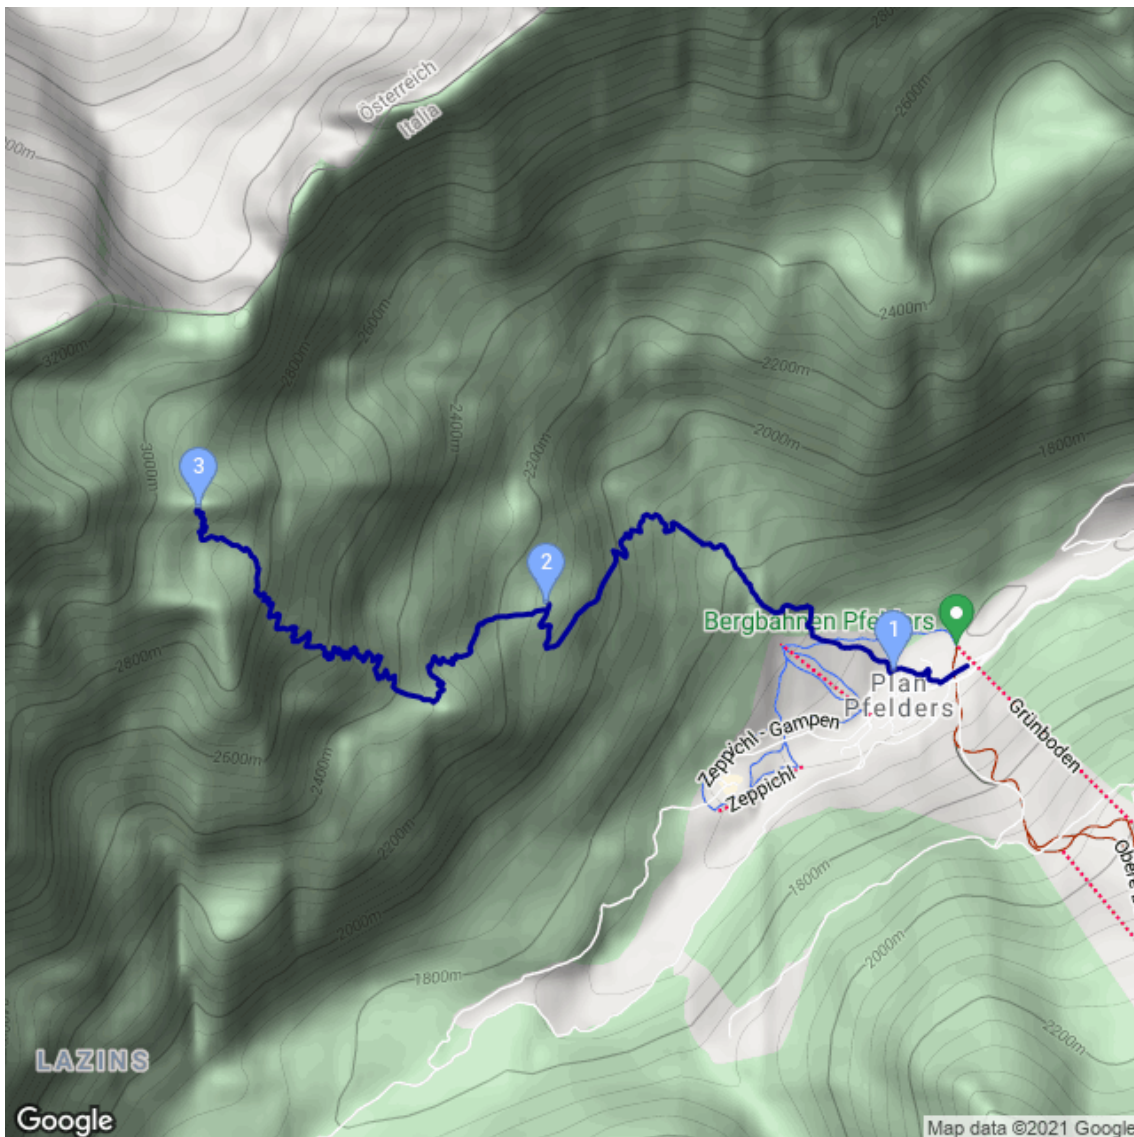 2800m
Österreich
Italia
2600m
2400m
3200m
2600m
2800m
2200m
2400m
2200m
2000m
1800m
3000m
3
2
Bergbahnen Pfelders
1
Plan
Pfelders
Grünboden
Zeppichl - Gampen
Zeppichl
2800m
2600m
2400m
2200m
2000m
1800m
1800m
2000m
2200m
LAZINS
Google
Map data ©2021 Google